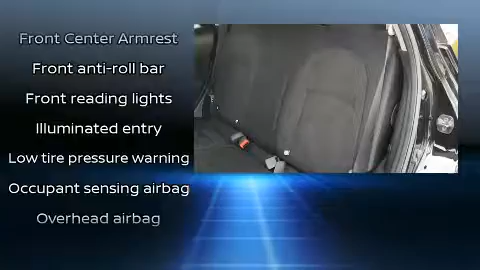 Front Center Armrest
Front anti-roll bar
Front reading lights
Illuminated entry
Low tire pressure warning
Occupant sensing airbag
Overhead airbag